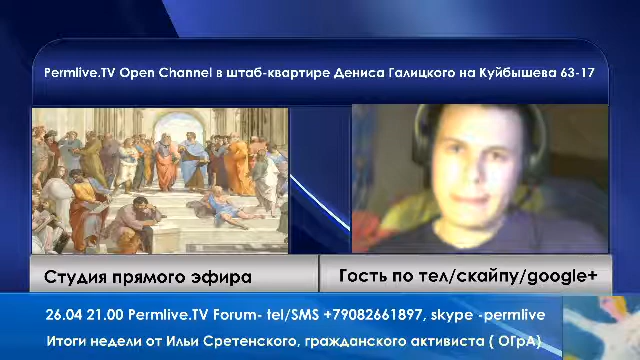 Permlive.TV Open Channel в штаб-квартире Дениса Галицкого на Куйбышева 63-17
Студия прямого эфира
Гость по тел/скайпу/google+
26.04 21.00 Permlive.TV Forum- tel/SMS +79082661897, skype -permlive
Итоги недели от Ильи Сретенского, гражданского активиста ( ОГрА)